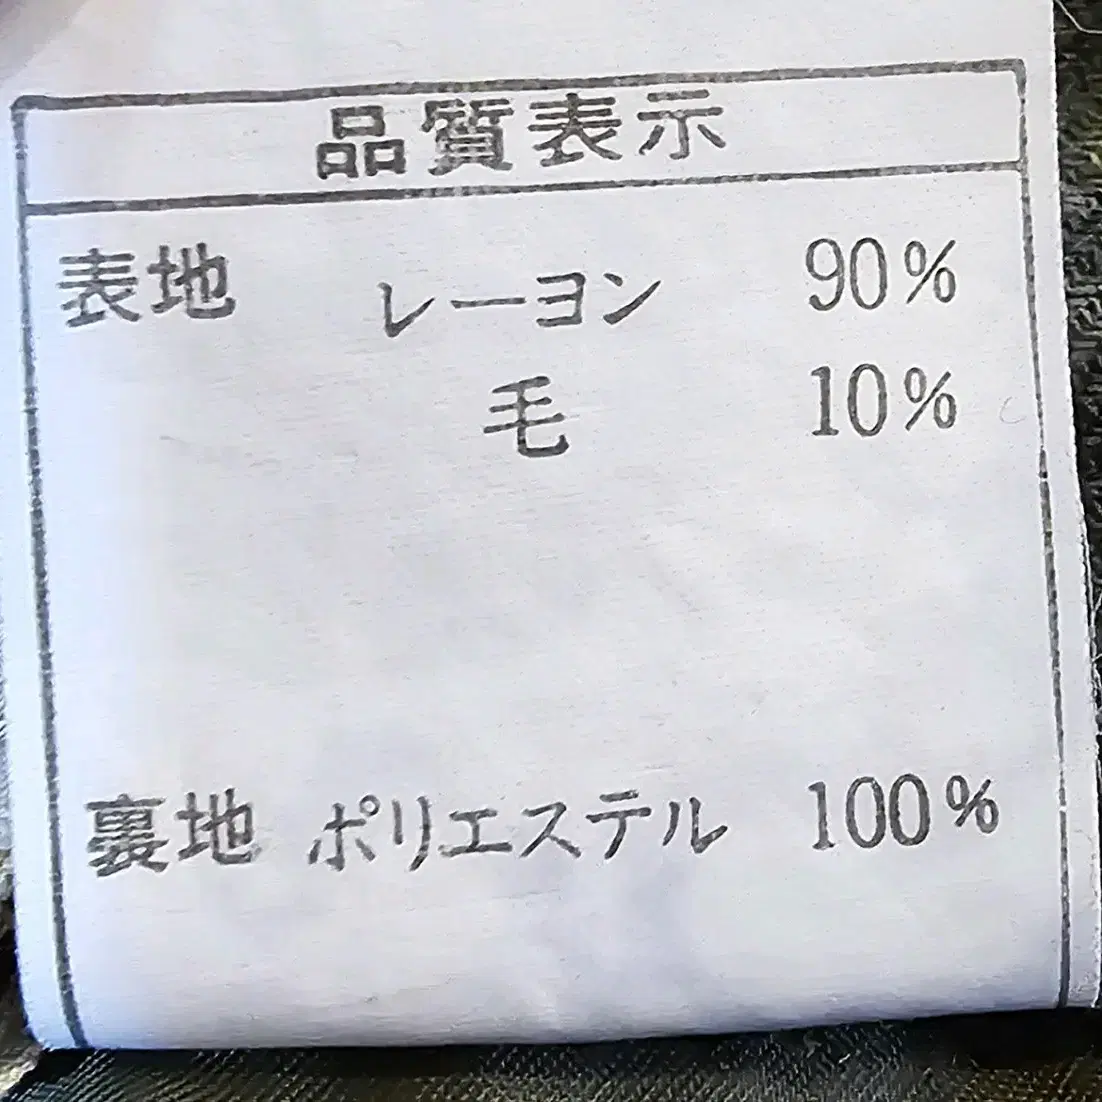 品質表示
表地 レーヨン 90%
毛 10%
裏地 ポリエステル 100%